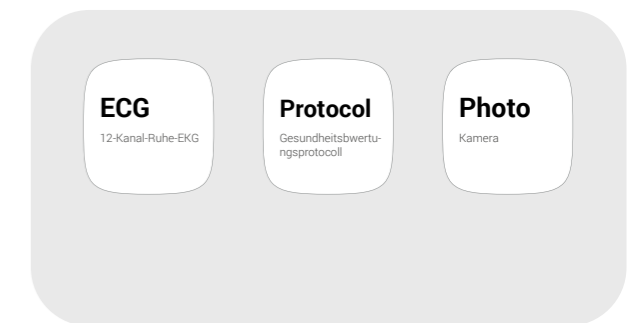 ECG
12-Kanal-Ruhe-EKG
Protocol
Gesundheitsbwertu-
ngsprotocoll
Photo
Kamera